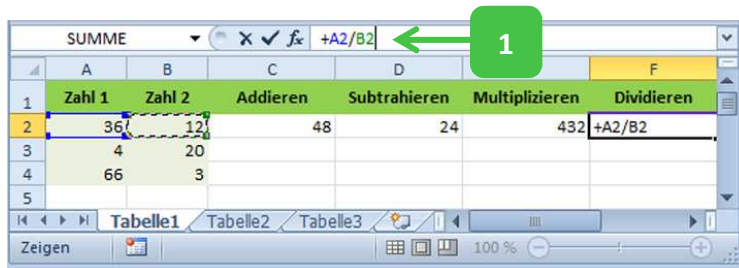 SUMME fx +A2/B2 1
A B C D F
1 Zahl 1 Zahl 2 Addieren Subtrahieren Multiplizieren Dividieren
2 36 12 48 24 432 +A2/B2
3 4 20
4 66 3
5
Tabelle1 Tabelle2 Tabelle3
Zeigen 100 %